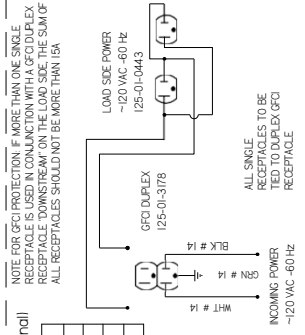 NOTE: FOR GFCI PROTECTION: IF MORE THAN ONE SINGLE
RECEPTACLE IS USED IN CONJUNCTION WITH A GFCI DUPLEX
RECEPTACLE "DOWNSTREAM" ON THE LOAD SIDE, THE SUM OF
ALL RECEPTACLES SHOULD NOT BE MORE THAN 15A
LOAD SIDE POWER
~120 VAC ~60 Hz
125-01-0443
GFCI DUPLEX
125-01-3178
ALL SINGLE
RECEPTACLES TO BE
TIED TO DUPLEX GFCI
RECEPTACLE
BLK # 14
GRN # 14
WHT # 14
INCOMING POWER
~120 VAC ~60 Hz